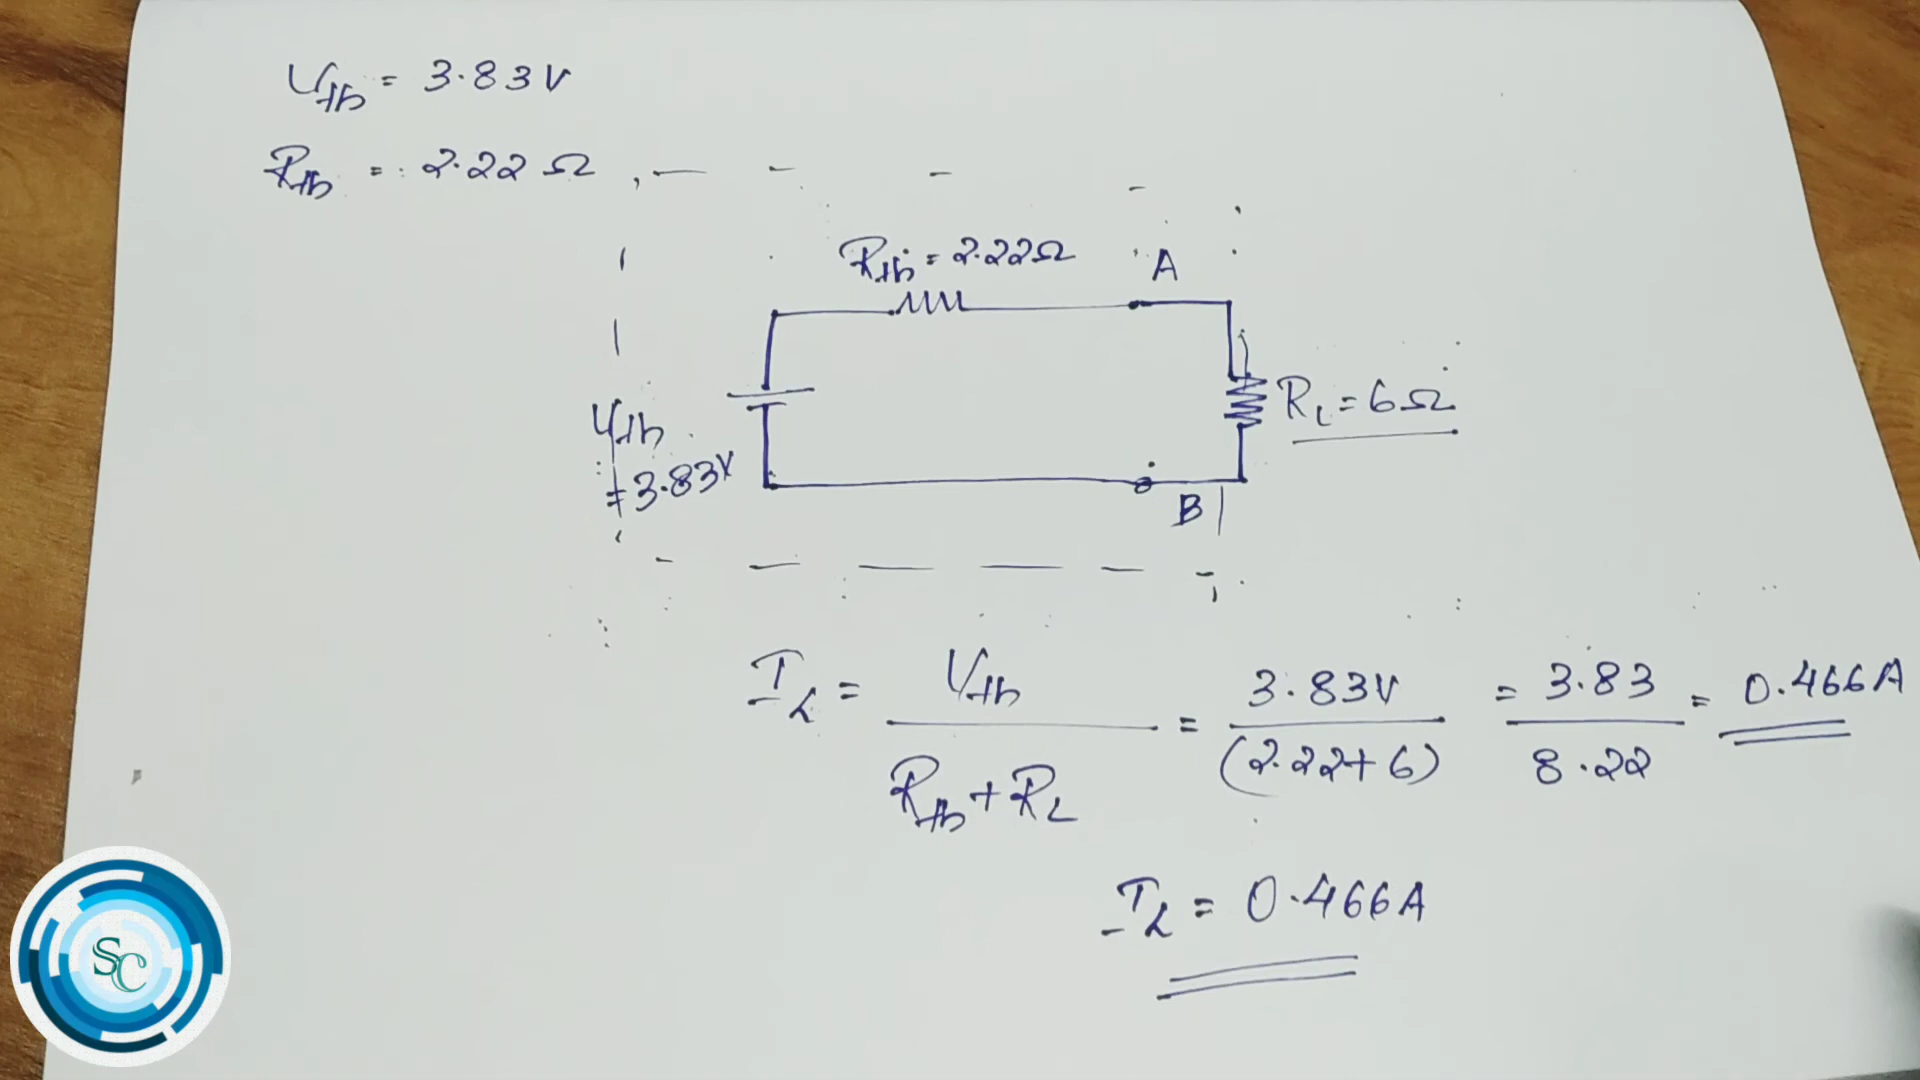 Vth = 3.83V
Rth = 2.22 Ω
Rth = 2.22Ω
A
Vth
= 3.83V
RL = 6Ω
B
IL = Vth / Rth + RL = 3.83V / (2.22+6) = 3.83 / 8.22 = 0.466A
IL = 0.466A
SC